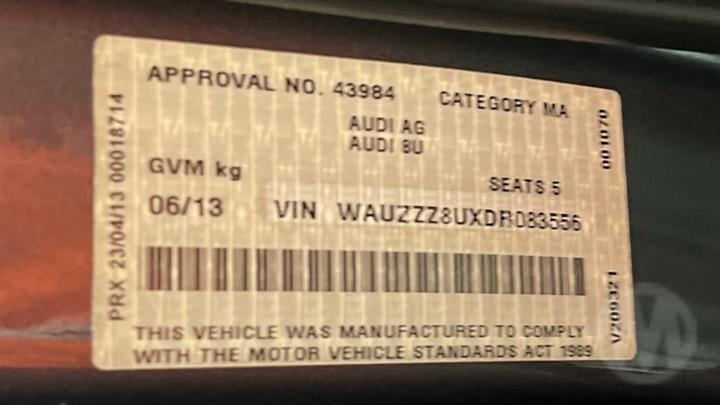 APPROVAL NO. 43984 CATEGORY MA
AUDI AG
AUDI 8U
GVM kg SEATS 5
06/13 VIN WAUZZZ8UXDR083556
THIS VEHICLE WAS MANUFACTURED TO COMPLY
WITH THE MOTOR VEHICLE STANDARDS ACT 1989
PRX 23/04/13 00018714
001070
V209321